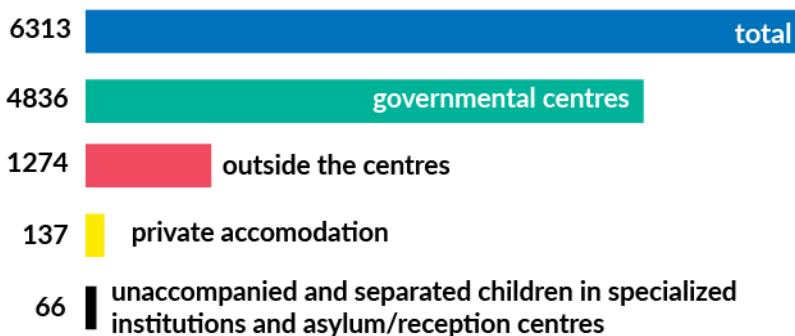 6313 total
4836 governmental centres
1274 outside the centres
137 private accomodation
66 unaccompanied and separated children in specialized
institutions and asylum/reception centres